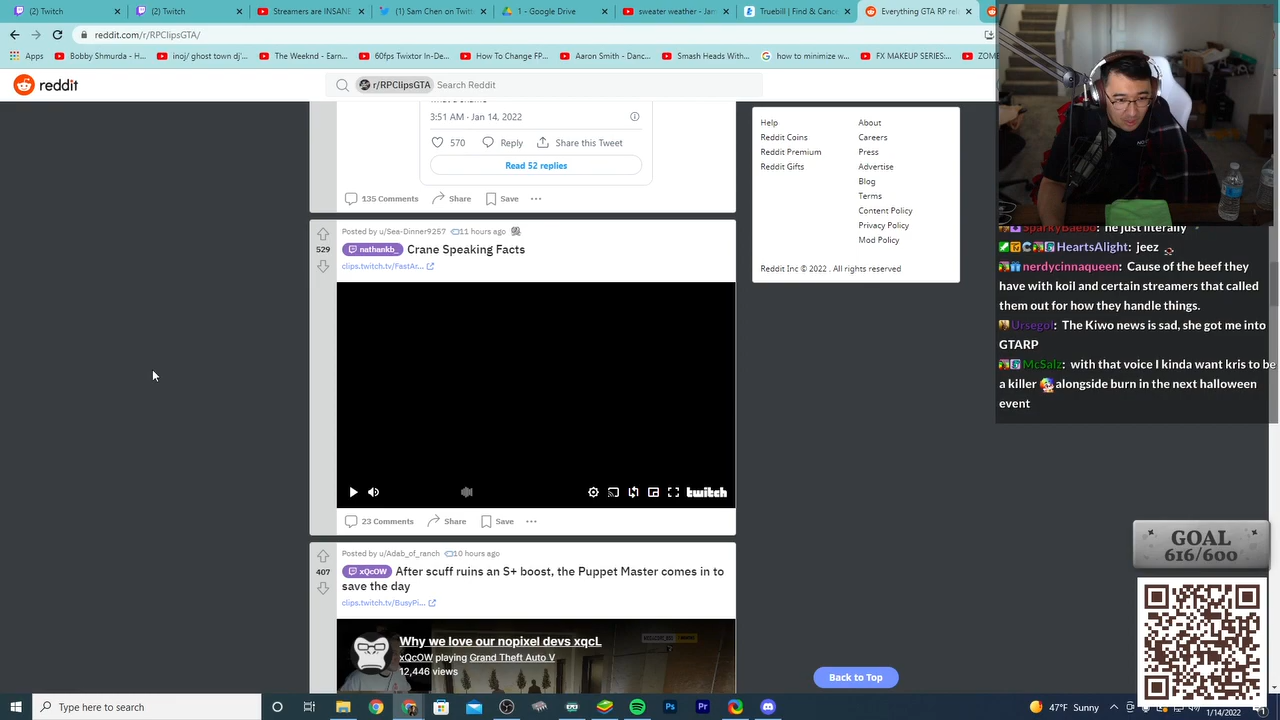 (2) Twitch
(2) Twitch
Streamers are INSANE
(1) Sam Chen on Twitt
1 - Google Drive
sweater weather - Jam
Truebill | Find & Canc
Everything GTA RP rel
reddit.com/r/RPClipsGTA/
Apps
Bobby Shmurda - H...
inoj/ ghost town dj'...
The Weeknd - Earn...
60fps Twixtor In-De...
How To Change FP...
Aaron Smith - Danc...
Smash Heads With...
how to minimize w...
FX MAKEUP SERIES:...
reddit
r/RPClipsGTA
Search Reddit
3:51 AM · Jan 14, 2022
570
Reply
Share this Tweet
Read 52 replies
135 Comments
Share
Save
Posted by u/Sea-Dinner9257
11 hours ago
529
nathankb_
Crane Speaking Facts
clips.twitch.tv/FastAr...
twitch
23 Comments
Share
Save
Posted by u/Adab_of_ranch
10 hours ago
407
xQcOW
After scuff ruins an S+ boost, the Puppet Master comes in to
save the day
clips.twitch.tv/BusyPi...
Why we love our nopixel devs xqcL
xQcOW playing Grand Theft Auto V
12,446 views
Help
About
Reddit Coins
Careers
Reddit Premium
Press
Reddit Gifts
Advertise
Blog
Terms
Content Policy
Privacy Policy
Mod Policy
Reddit Inc © 2022 . All rights reserved
Back to Top
SparkyBaebo: he just literally
HeartsAlight: jeez
nerdycinnaqueen: Cause of the beef they
have with koil and certain streamers that called
them out for how they handle things.
Ursegol: The Kiwo news is sad, she got me into
GTARP
McSalz: with that voice I kinda want kris to be
a killer alongside burn in the next halloween
event
GOAL
616/600
Type here to search
47°F Sunny
1/14/2022